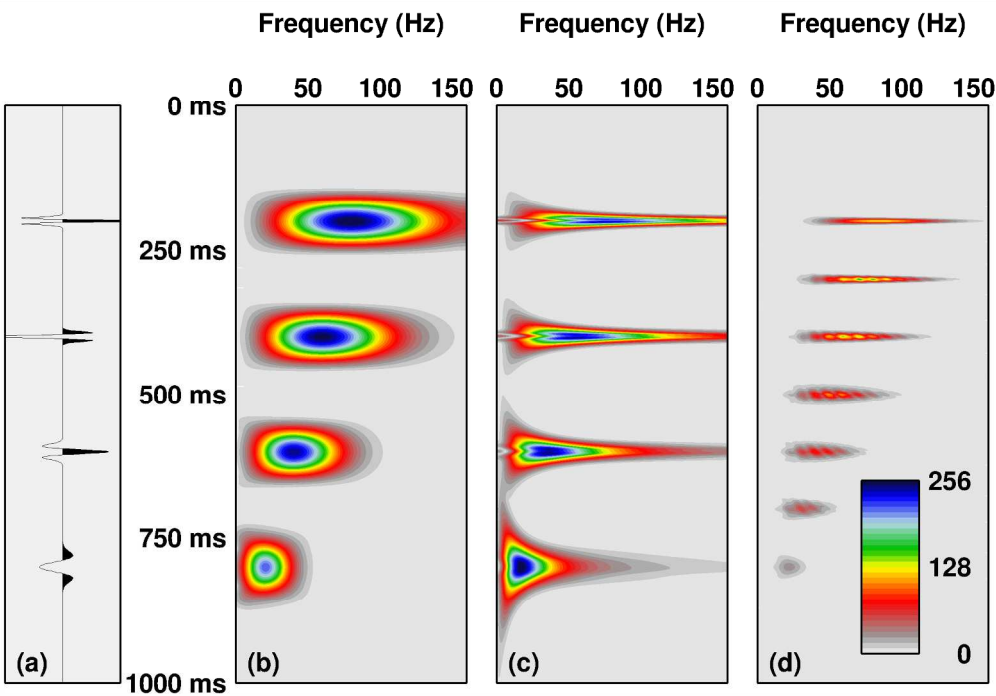 Frequency (Hz) Frequency (Hz) Frequency (Hz)
0 50 100 150 0 50 100 150 0 50 100 150
0 ms
250 ms
500 ms
256
750 ms
128
(a) (b) (c) (d) 0
1000 ms